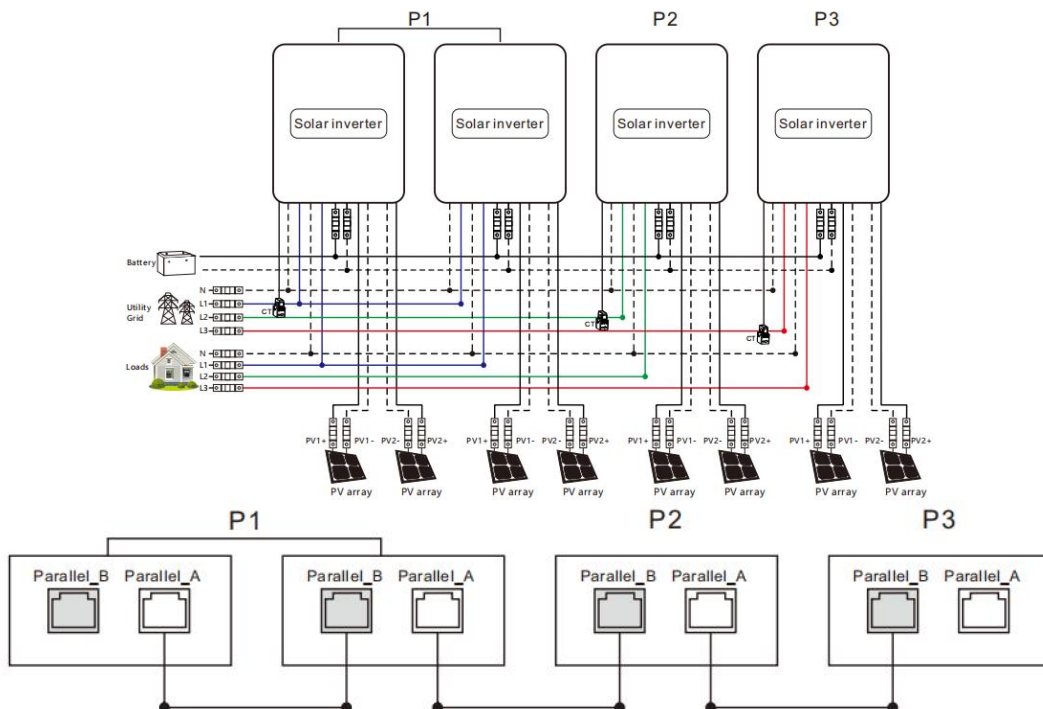 P1 P2 P3
Solar inverter Solar inverter Solar inverter Solar inverter
Battery
N
L1
Utility
Grid
L2
L3
CT CT CT
N
Loads
L1
L2
L3
PV1+ PV1- PV2- PV2+ PV1+ PV1- PV2- PV2+ PV1+ PV1- PV2- PV2+ PV1+ PV1- PV2- PV2+
PV array PV array PV array PV array PV array PV array PV array PV array
P1 P2 P3
Parallel_B Parallel_A Parallel_B Parallel_A Parallel_B Parallel_A Parallel_B Parallel_A